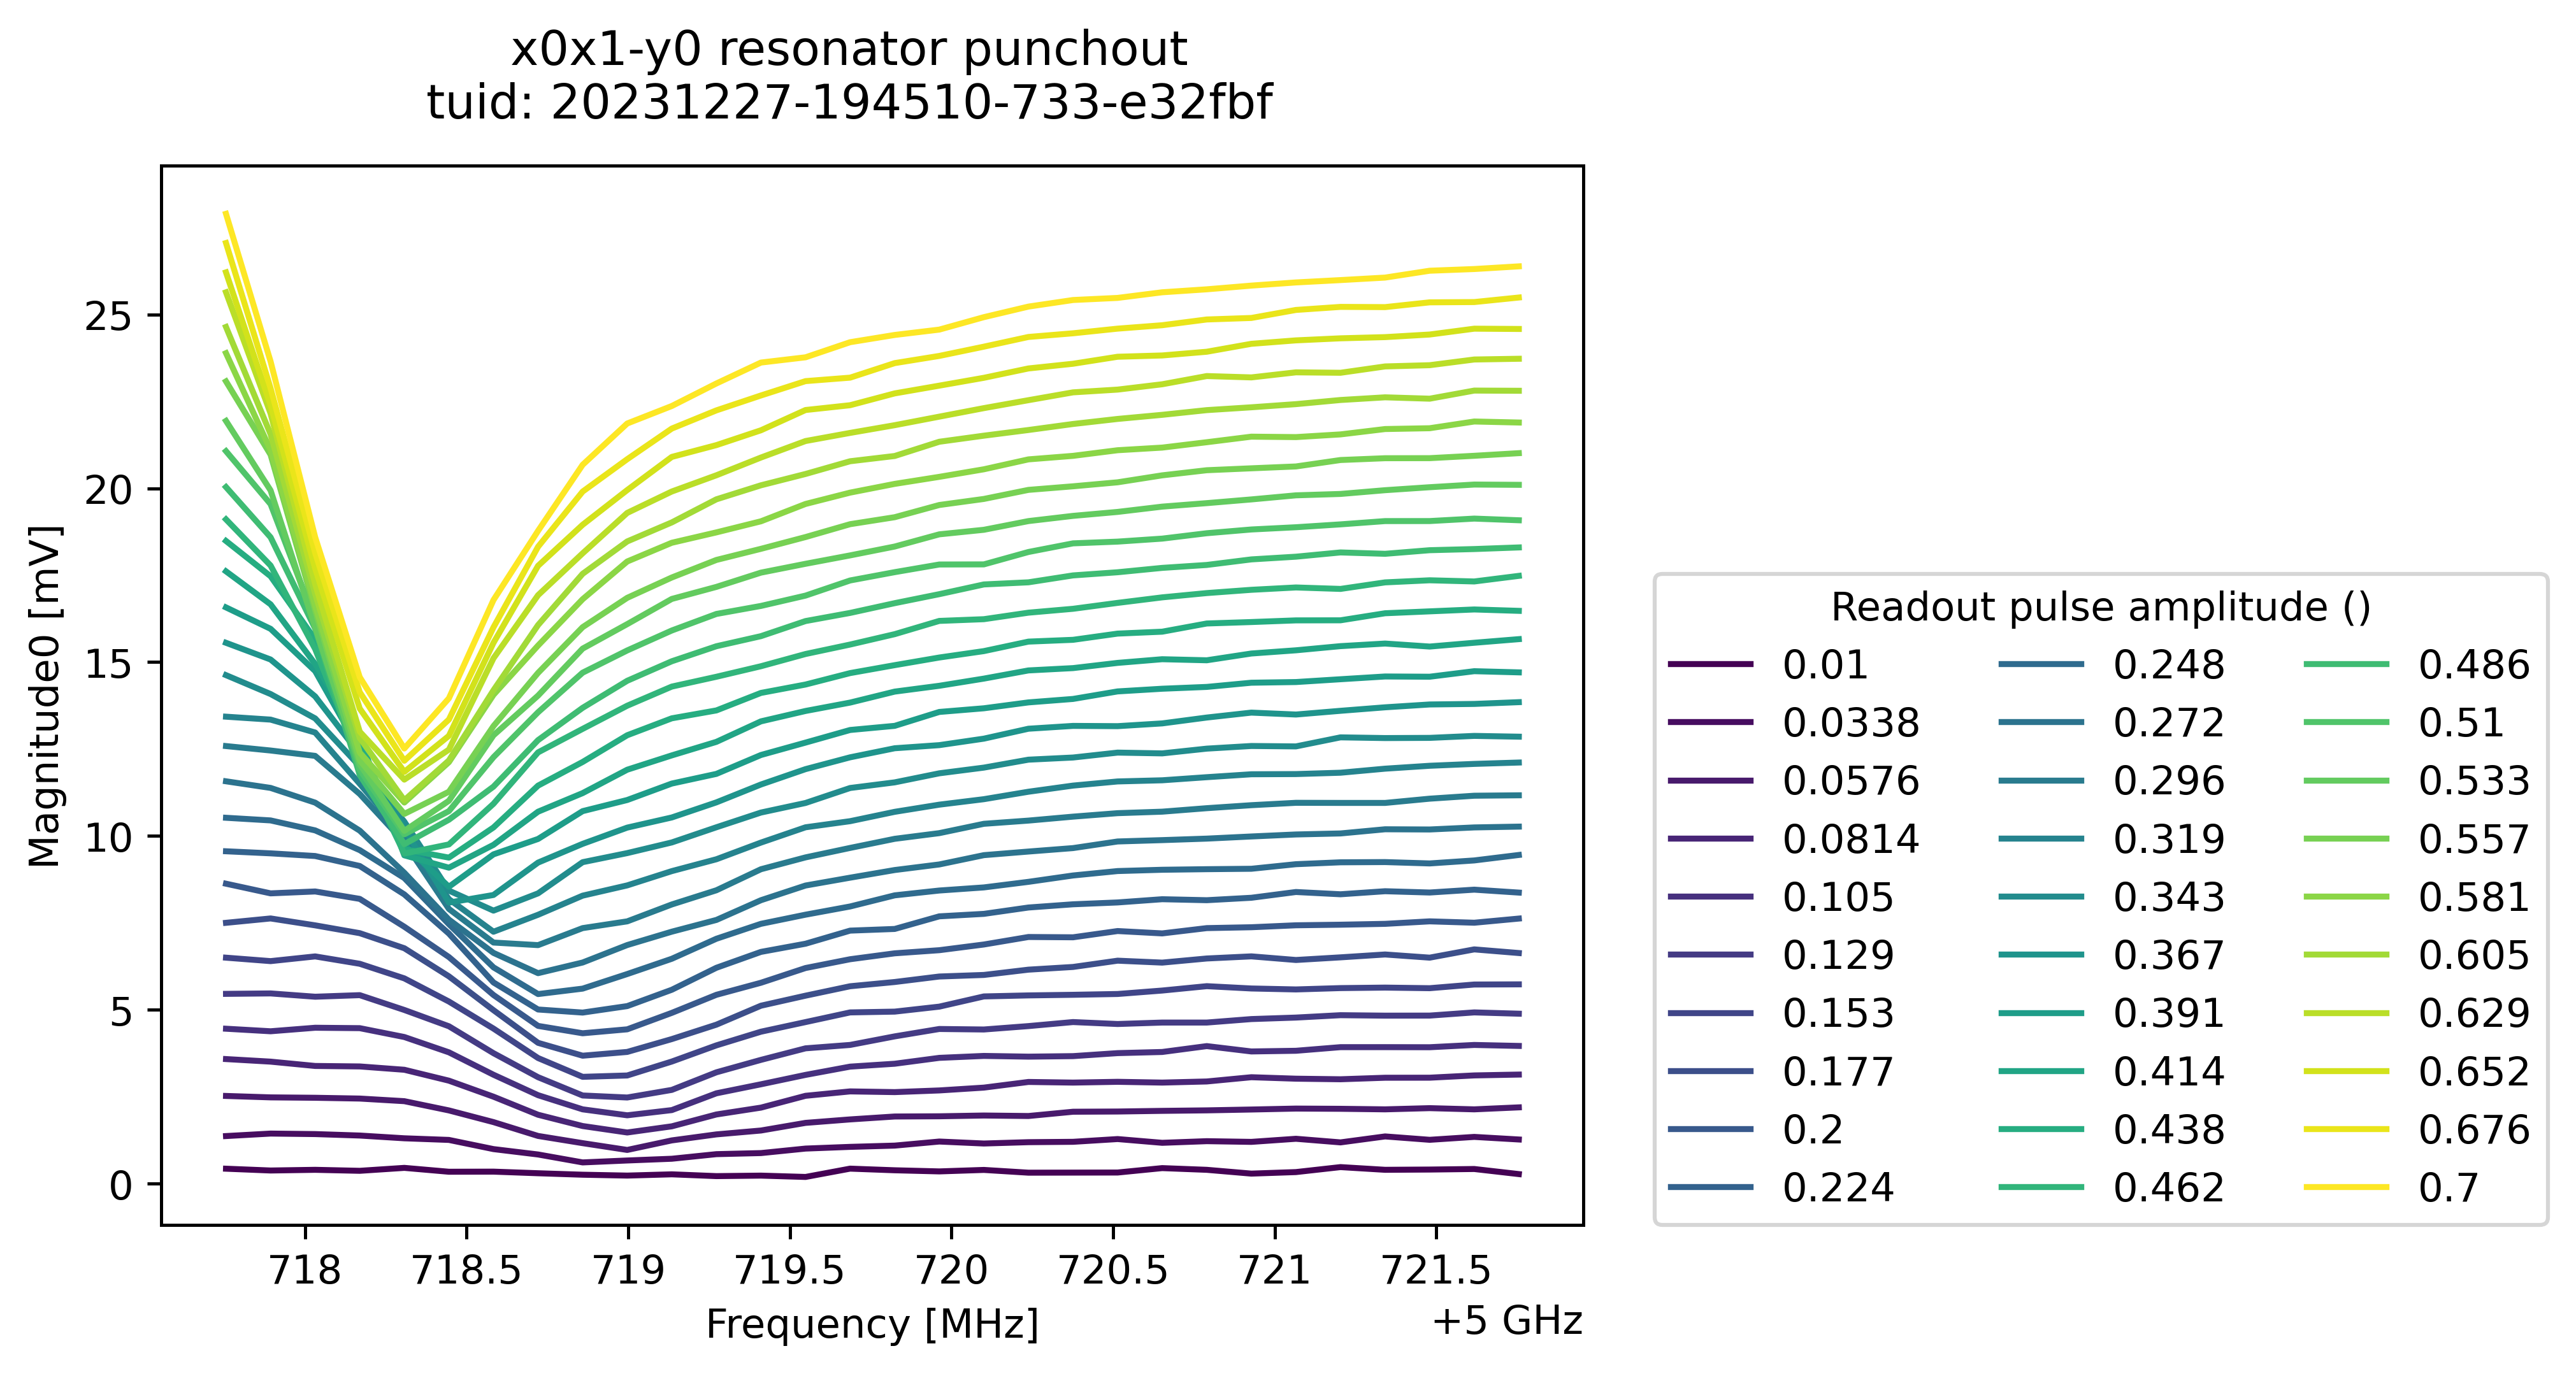 x0x1-y0 resonator punchout
tuid: 20231227-194510-733-e32fbf
Magnitude0 [mV]
25
20
15
10
5
0
718 718.5 719 719.5 720 720.5 721 721.5
Frequency [MHz]
+5 GHz
Readout pulse amplitude ()
0.01 0.248 0.486
0.0338 0.272 0.51
0.0576 0.296 0.533
0.0814 0.319 0.557
0.105 0.343 0.581
0.129 0.367 0.605
0.153 0.391 0.629
0.177 0.414 0.652
0.2 0.438 0.676
0.224 0.462 0.7